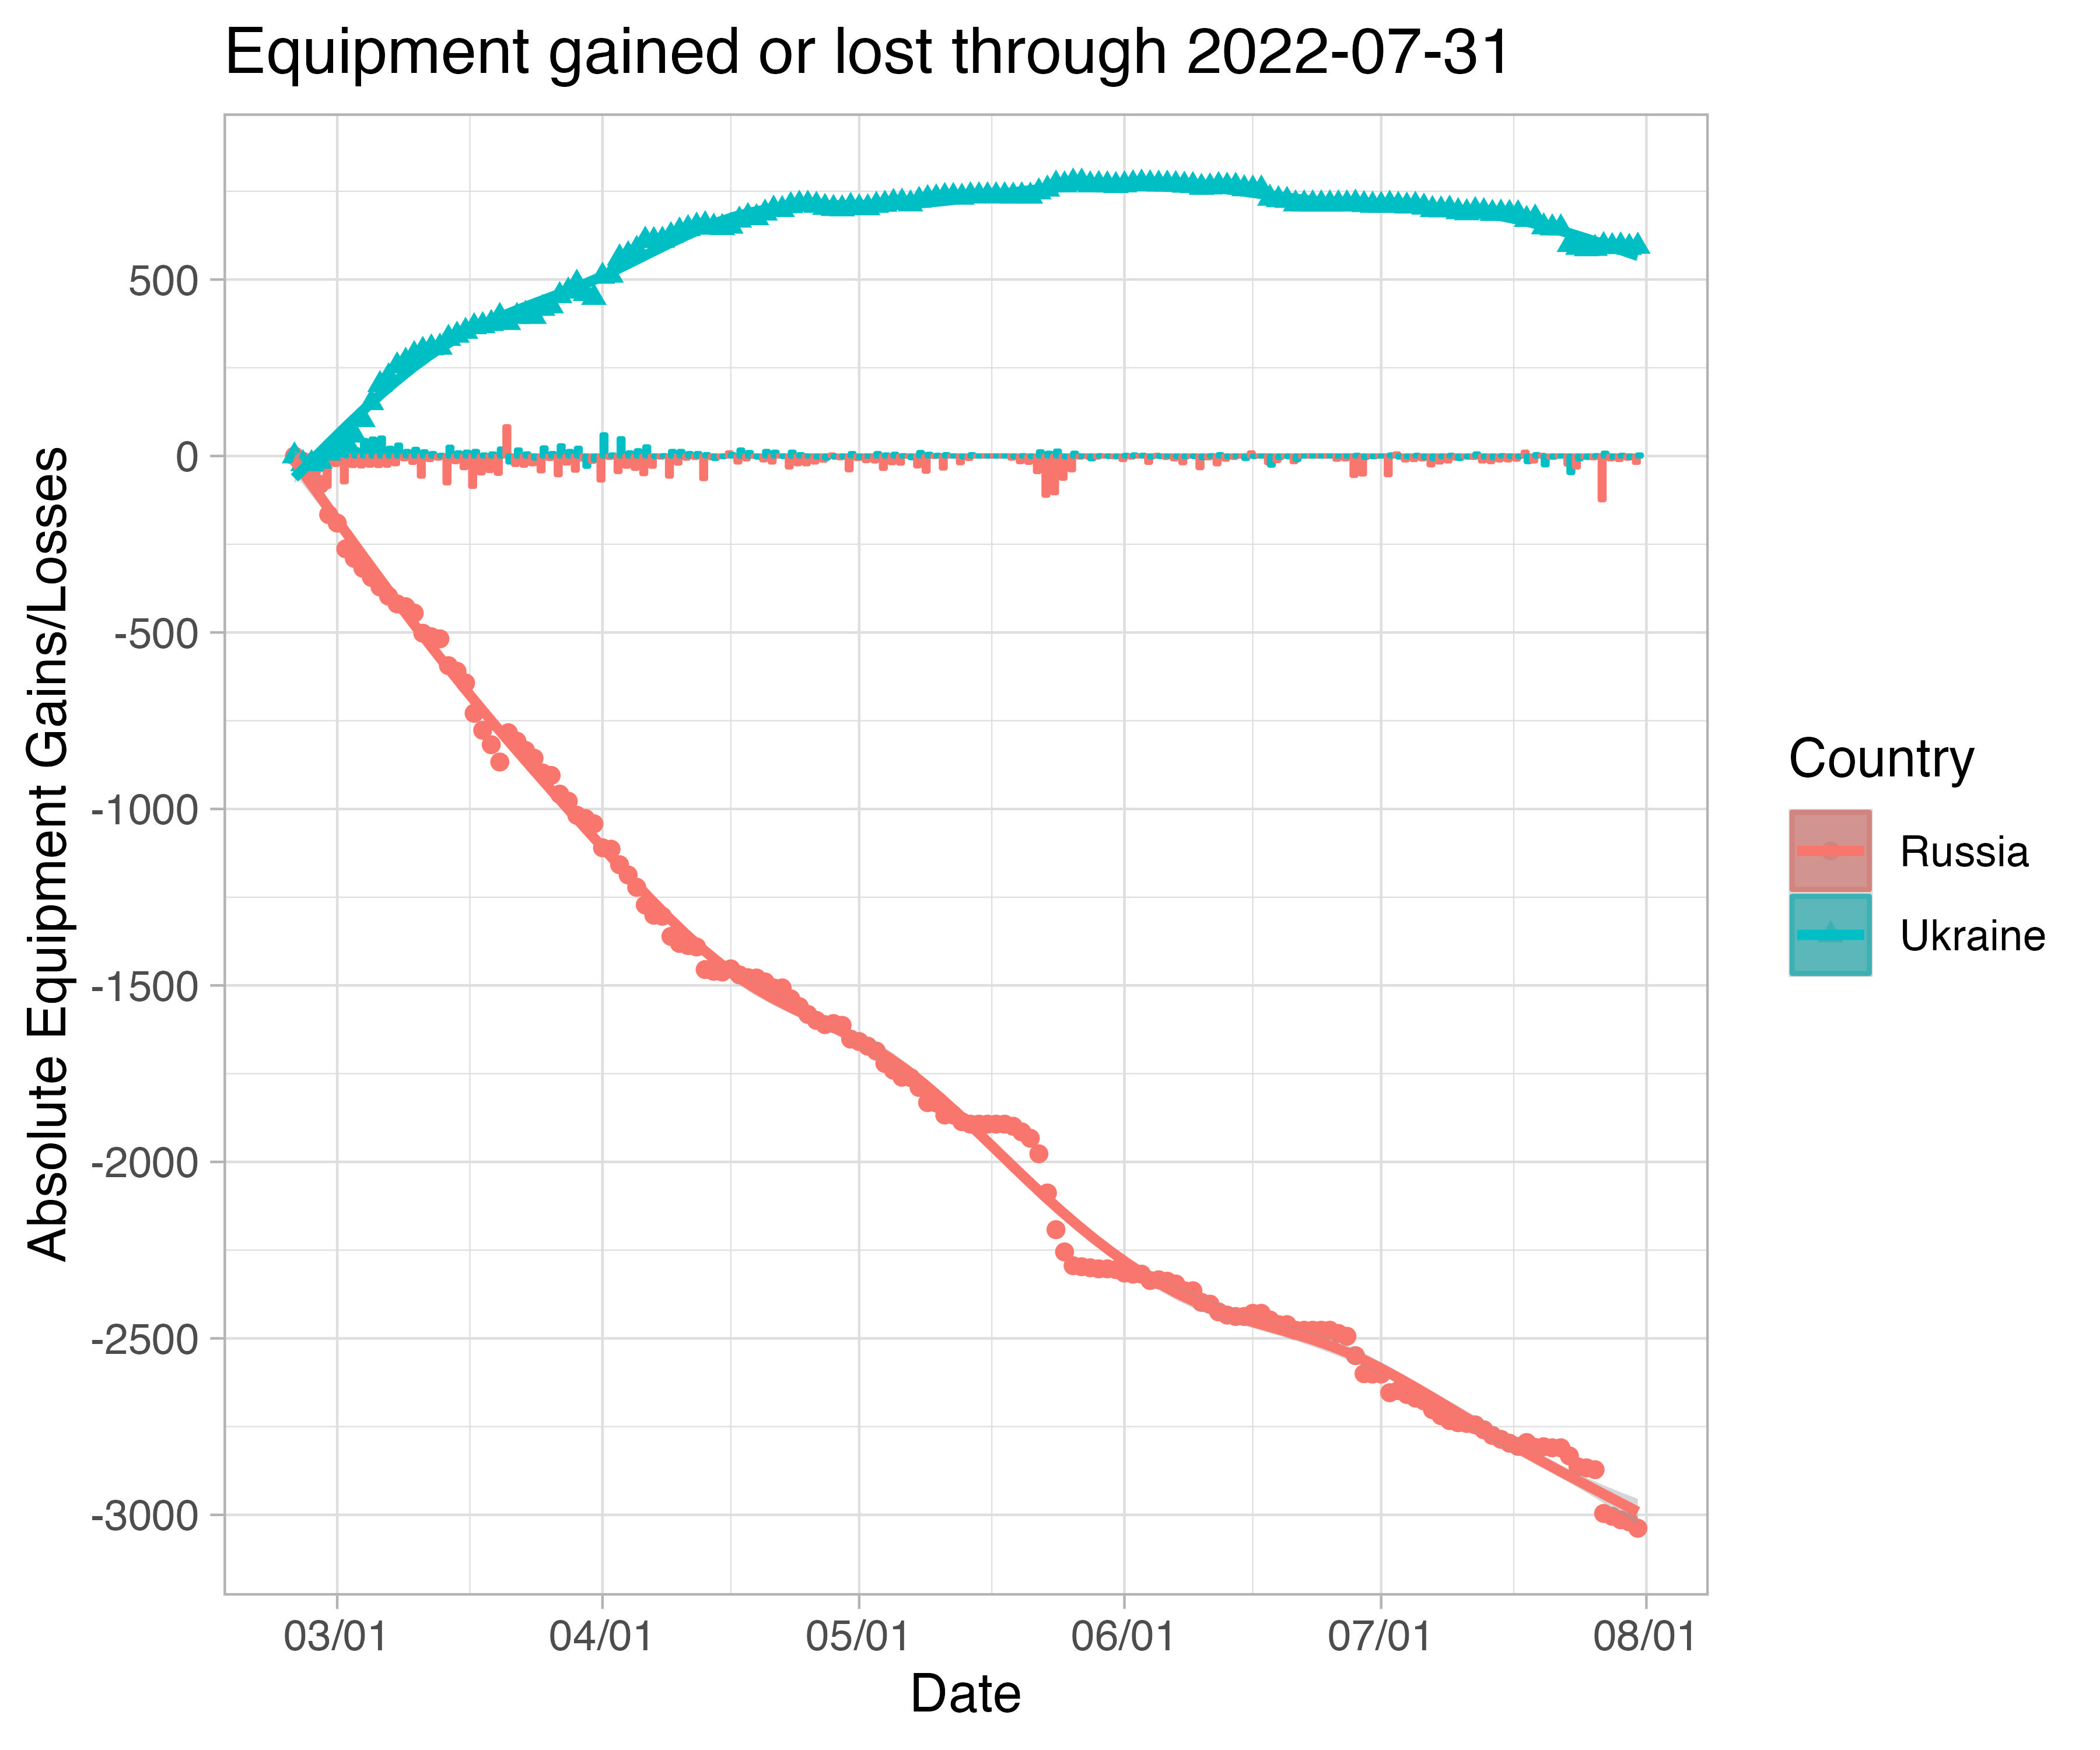 Equipment gained or lost through 2022-07-31
Absolute Equipment Gains/Losses
500
0
-500
-1000
-1500
-2000
-2500
-3000
03/01
04/01
05/01
06/01
07/01
08/01
Date
Country
Russia
Ukraine